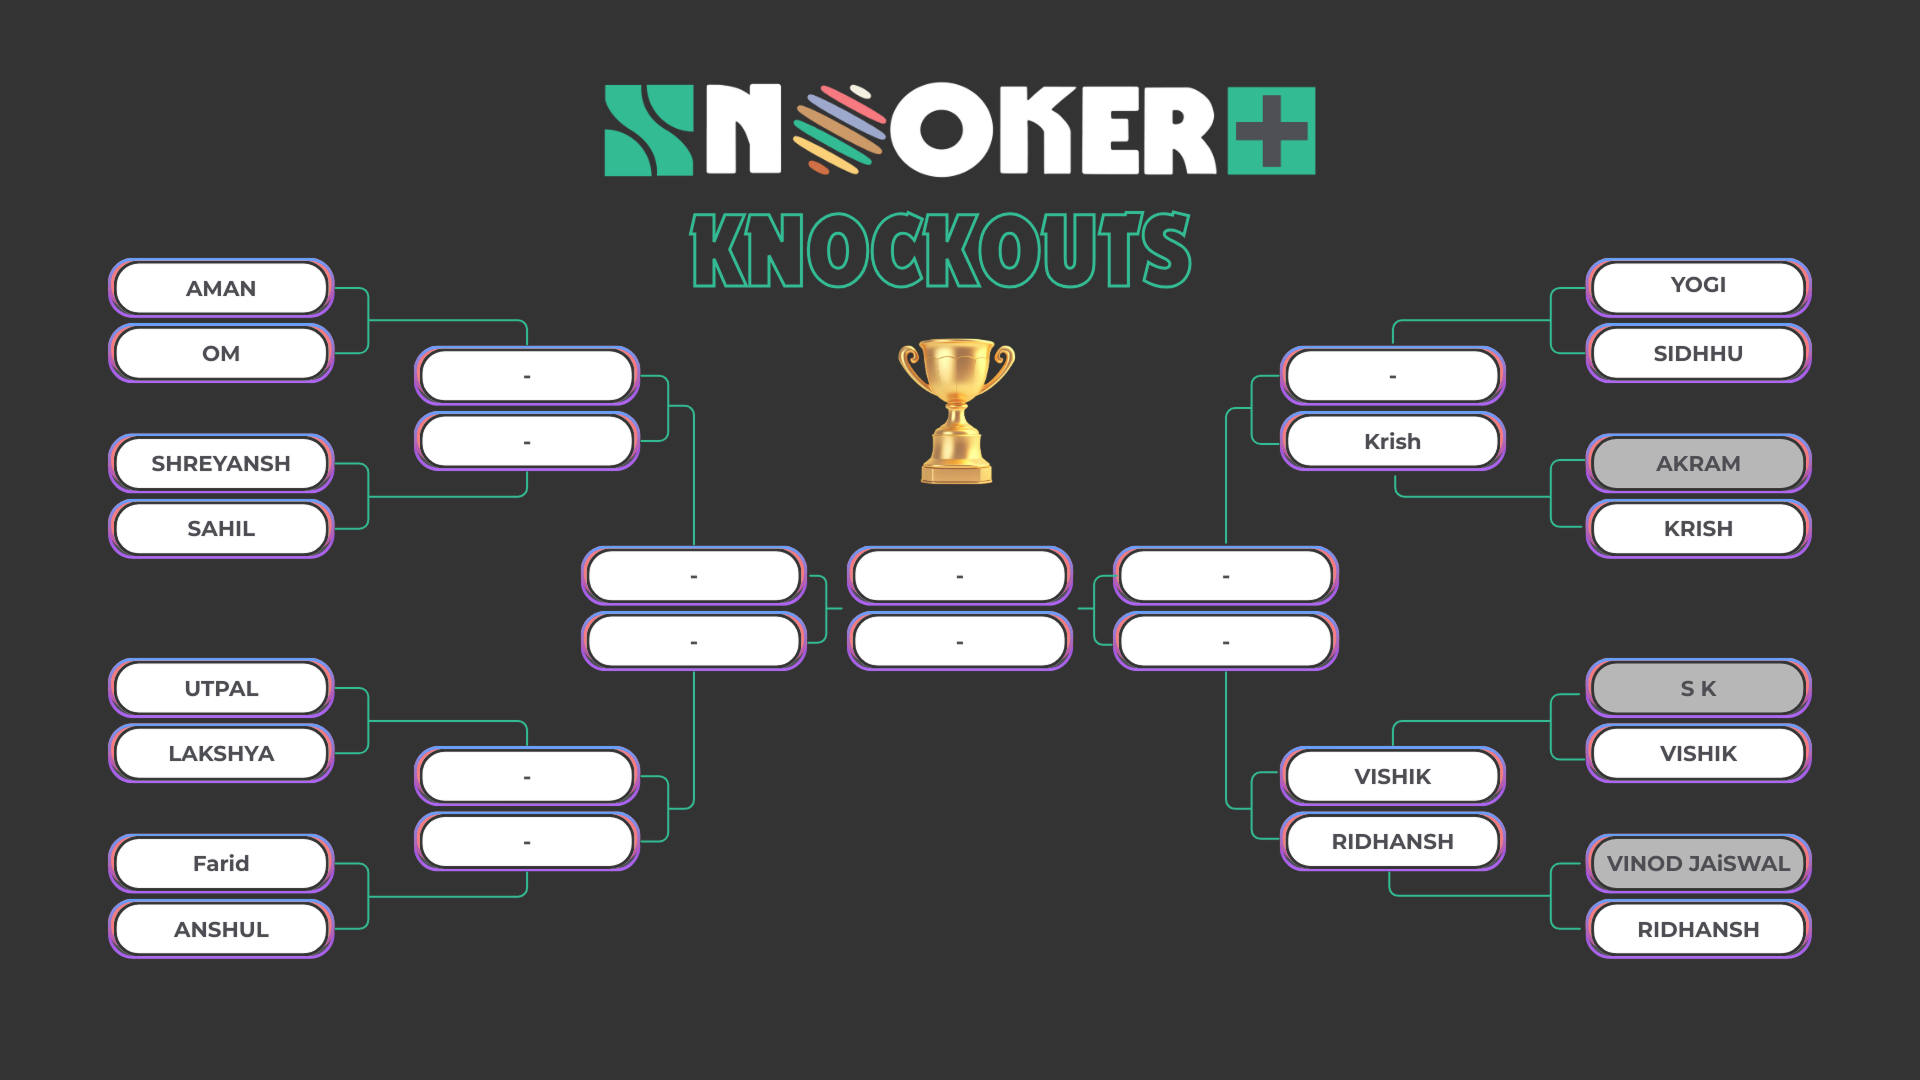 SNOOKER+
KNOCKOUTS
AMAN
OM
SHREYANSH
SAHIL
UTPAL
LAKSHYA
Farid
ANSHUL
-
-
-
-
-
-
-
-
-
-
-
Krish
VISHIK
RIDHANSH
YOGI
SIDHHU
AKRAM
KRISH
S K
VISHIK
VINOD JAiSWAL
RIDHANSH